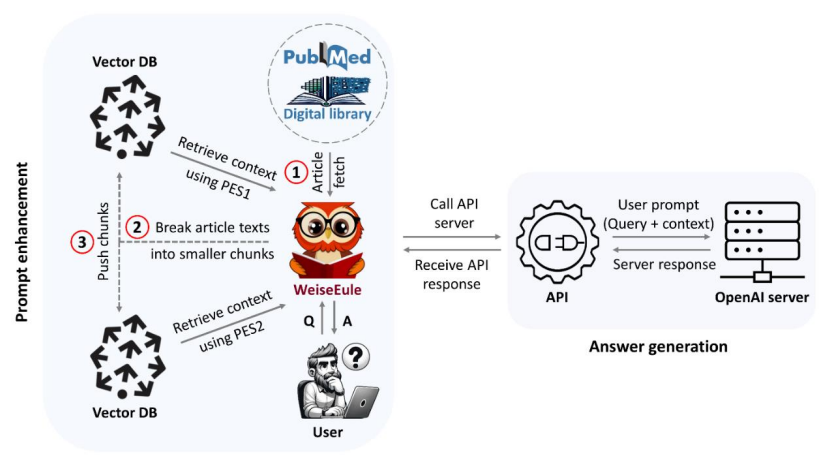 Prompt enhancement
Vector DB
PubMed
Digital library
Retrieve context
using PES1
1
Article
fetch
3
Push chunks
2
Break article texts
into smaller chunks
WeiseEule
Retrieve context
using PES2
Q
A
?
Vector DB
User
Call API
server
Receive API
response
API
User prompt
(Query + context)
Server response
OpenAI server
Answer generation